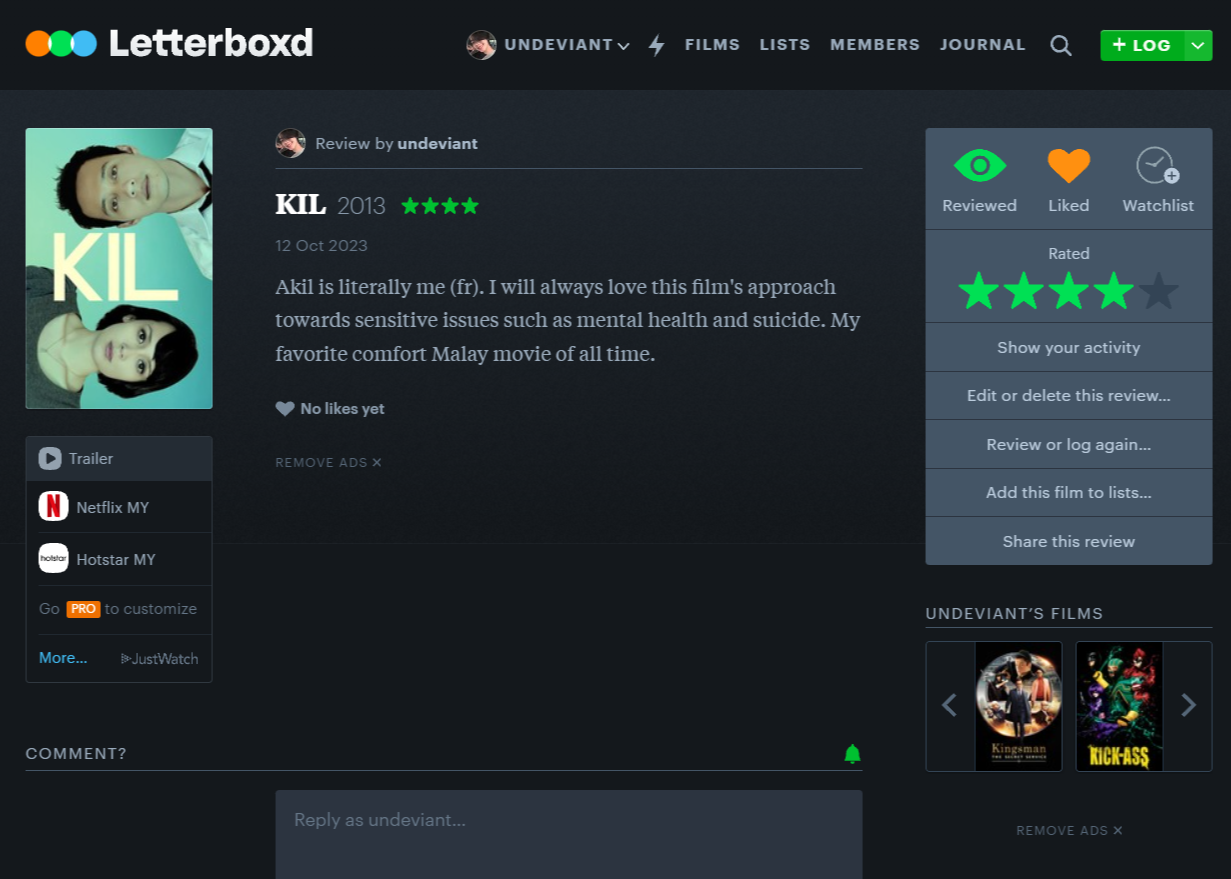 Letterboxd
UNDEVIANT FILMS LISTS MEMBERS JOURNAL + LOG
KIL
Review by undeviant
KIL 2013 ★★★★
12 Oct 2023
Akil is literally me (fr). I will always love this film's approach
towards sensitive issues such as mental health and suicide. My
favorite comfort Malay movie of all time.
No likes yet
REMOVE ADS ✕
Trailer
Netflix MY
hotstar
Hotstar MY
Go PRO to customize
More... JustWatch
Reviewed Liked Watchlist
Rated
Show your activity
Edit or delete this review...
Review or log again...
Add this film to lists...
Share this review
UNDEVIANT'S FILMS
Kingsman
THE SECRET SERVICE
KICK-ASS
REMOVE ADS ✕
COMMENT?
Reply as undeviant...